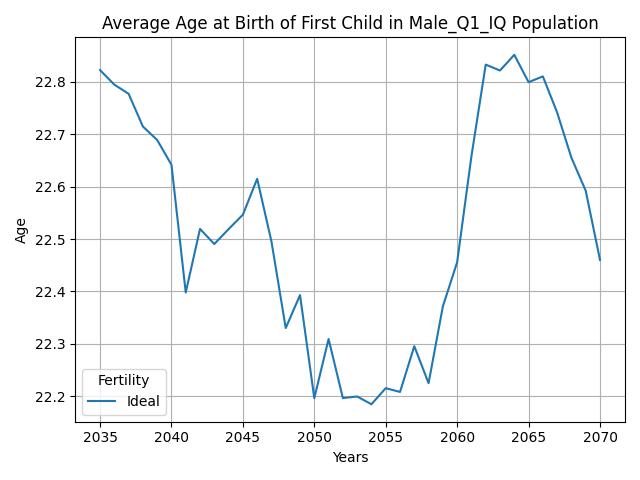 Average Age at Birth of First Child in Male_Q1_IQ Population
Age
22.8
22.7
22.6
22.5
22.4
22.3
22.2
Fertility
Ideal
2035 2040 2045 2050 2055 2060 2065 2070
Years